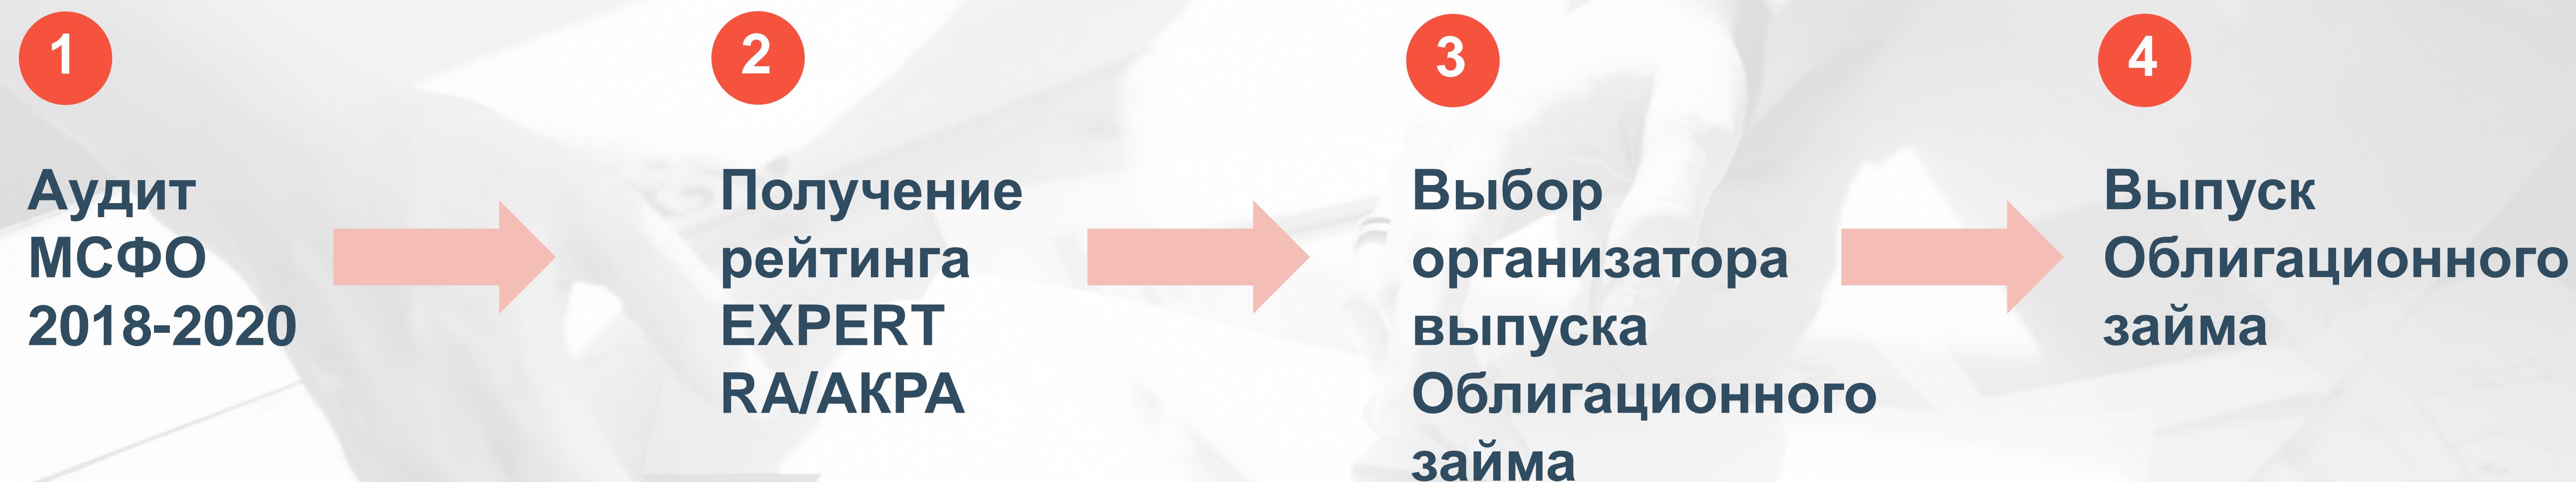 1
Аудит
МСФО
2018-2020
2
Получение
рейтинга
EXPERT
RA/АКРА
3
Выбор
организатора
выпуска
Облигационного
займа
4
Выпуск
Облигационного
займа